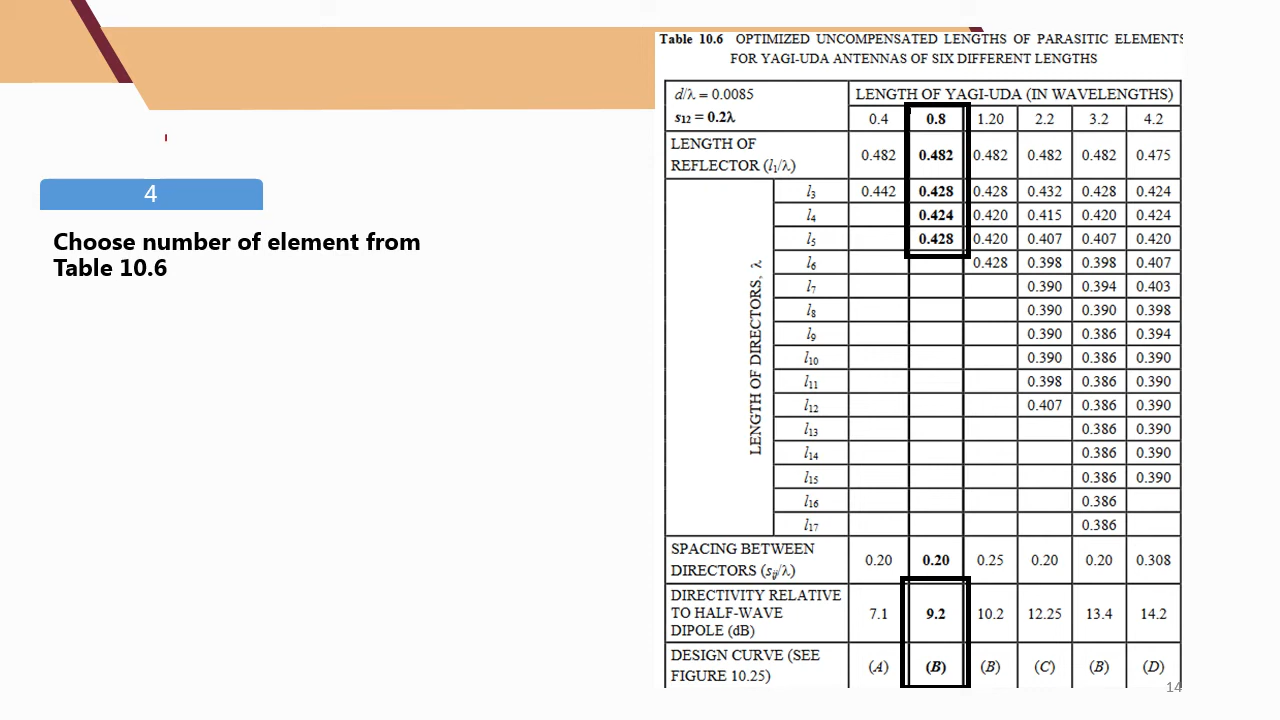 Table 10.6 OPTIMIZED UNCOMPENSATED LENGTHS OF PARASITIC ELEMENTS
FOR YAGI-UDA ANTENNAS OF SIX DIFFERENT LENGTHS
4
Choose number of element from
Table 10.6
d/λ = 0.0085
s12 = 0.2λ
LENGTH OF YAGI-UDA (IN WAVELENGTHS)
0.4 0.8 1.20 2.2 3.2 4.2
LENGTH OF
REFLECTOR (l1/λ)
0.482 0.482 0.482 0.482 0.482 0.475
LENGTH OF DIRECTORS, λ
l3 0.442 0.428 0.428 0.432 0.428 0.424
l4 0.424 0.420 0.415 0.420 0.424
l5 0.428 0.420 0.407 0.407 0.420
l6 0.428 0.398 0.398 0.407
l7 0.390 0.394 0.403
l8 0.390 0.390 0.398
l9 0.390 0.386 0.394
l10 0.390 0.386 0.390
l11 0.398 0.386 0.390
l12 0.407 0.386 0.390
l13 0.386 0.390
l14 0.386 0.390
l15 0.386 0.390
l16 0.386
l17 0.386
SPACING BETWEEN
DIRECTORS (sij/λ)
0.20 0.20 0.25 0.20 0.20 0.308
DIRECTIVITY RELATIVE
TO HALF-WAVE
DIPOLE (dB)
7.1 9.2 10.2 12.25 13.4 14.2
DESIGN CURVE (SEE
FIGURE 10.25)
(A) (B) (B) (C) (B) (D)
14